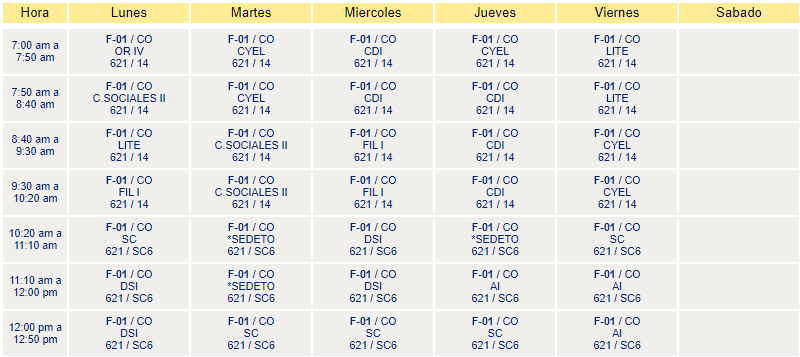 Hora Lunes Martes Miercoles Jueves Viernes Sabado
7:00 am a F-01 / CO F-01 / CO F-01 / CO F-01 / CO F-01 / CO
7:50 am OR IV CYEL CDI CYEL LITE
621 / 14 621 / 14 621 / 14 621 / 14 621 / 14
7:50 am a F-01 / CO F-01 / CO F-01 / CO F-01 / CO F-01 / CO
8:40 am C.SOCIALES II CYEL CDI CDI LITE
621 / 14 621 / 14 621 / 14 621 / 14 621 / 14
8:40 am a F-01 / CO F-01 / CO F-01 / CO F-01 / CO F-01 / CO
9:30 am LITE C.SOCIALES II FIL I CDI CYEL
621 / 14 621 / 14 621 / 14 621 / 14 621 / 14
9:30 am a F-01 / CO F-01 / CO F-01 / CO F-01 / CO F-01 / CO
10:20 am FIL I C.SOCIALES II FIL I CDI CYEL
621 / 14 621 / 14 621 / 14 621 / 14 621 / 14
10:20 am a F-01 / CO F-01 / CO F-01 / CO F-01 / CO F-01 / CO
11:10 am SC *SEDETO DSI *SEDETO SC
621 / SC6 621 / SC6 621 / SC6 621 / SC6 621 / SC6
11:10 am a F-01 / CO F-01 / CO F-01 / CO F-01 / CO F-01 / CO
12:00 pm DSI *SEDETO DSI AI AI
621 / SC6 621 / SC6 621 / SC6 621 / SC6 621 / SC6
12:00 pm a F-01 / CO F-01 / CO F-01 / CO F-01 / CO F-01 / CO
12:50 pm DSI SC SC SC AI
621 / SC6 621 / SC6 621 / SC6 621 / SC6 621 / SC6